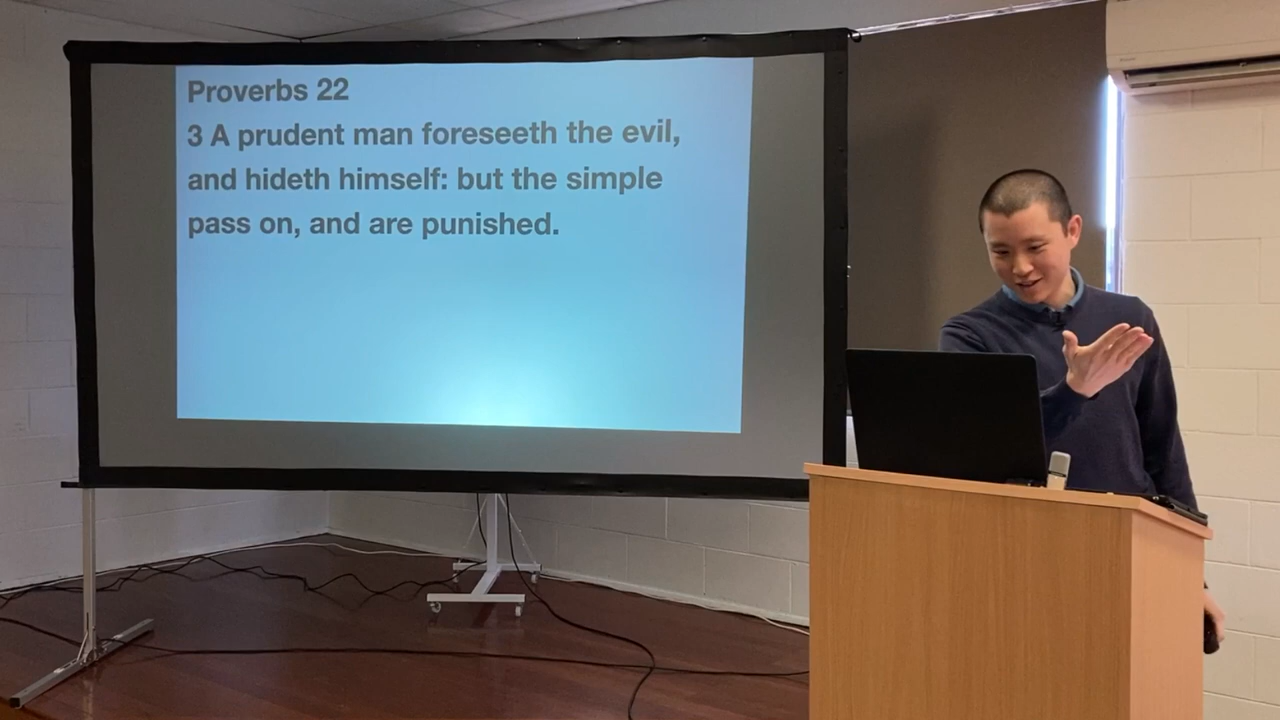 Proverbs 22
3 A prudent man foreseeth the evil,
and hideth himself: but the simple
pass on, and are punished.